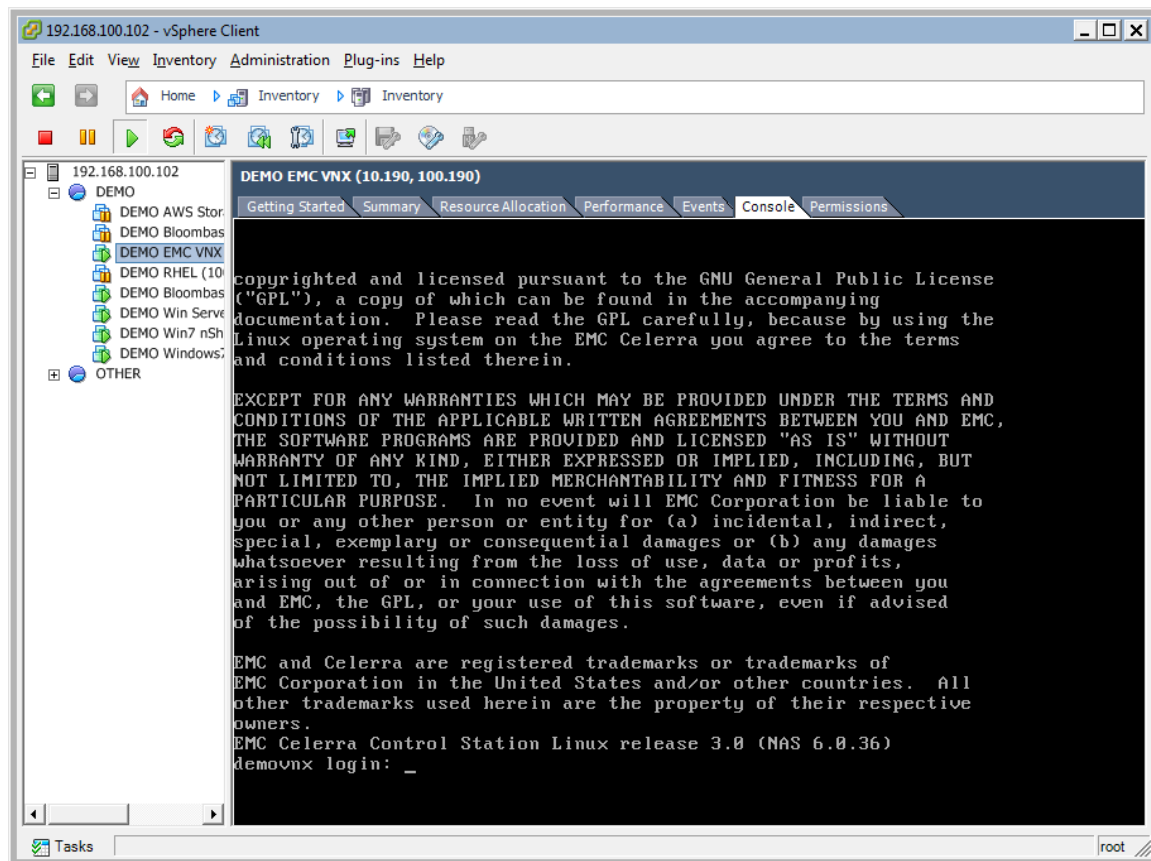 192.168.100.102 - vSphere Client
File Edit View Inventory Administration Plug-ins Help
Home Inventory Inventory
192.168.100.102
DEMO
DEMO AWS Stor
DEMO Bloombas
DEMO EMC VNX
DEMO RHEL (10
DEMO Bloombas
DEMO Win Serve
DEMO Win7 nSh
DEMO Windows7
OTHER
DEMO EMC VNX (10.190, 100.190)
Getting Started Summary Resource Allocation Performance Events Console Permissions
copyrighted and licensed pursuant to the GNU General Public License
("GPL"), a copy of which can be found in the accompanying
documentation.  Please read the GPL carefully, because by using the
Linux operating system on the EMC Celerra you agree to the terms
and conditions listed therein.
EXCEPT FOR ANY WARRANTIES WHICH MAY BE PROVIDED UNDER THE TERMS AND
CONDITIONS OF THE APPLICABLE WRITTEN AGREEMENTS BETWEEN YOU AND EMC,
THE SOFTWARE PROGRAMS ARE PROVIDED AND LICENSED "AS IS" WITHOUT
WARRANTY OF ANY KIND, EITHER EXPRESSED OR IMPLIED, INCLUDING, BUT
NOT LIMITED TO, THE IMPLIED MERCHANTABILITY AND FITNESS FOR A
PARTICULAR PURPOSE.  In no event will EMC Corporation be liable to
you or any other person or entity for (a) incidental, indirect,
special, exemplary or consequential damages or (b) any damages
whatsoever resulting from the loss of use, data or profits,
arising out of or in connection with the agreements between you
and EMC, the GPL, or your use of this software, even if advised
of the possibility of such damages.
EMC and Celerra are registered trademarks or trademarks of
EMC Corporation in the United States and/or other countries.  All
other trademarks used herein are the property of their respective
owners.
EMC Celerra Control Station Linux release 3.0 (NAS 6.0.36)
demovnx login: _
Tasks
root